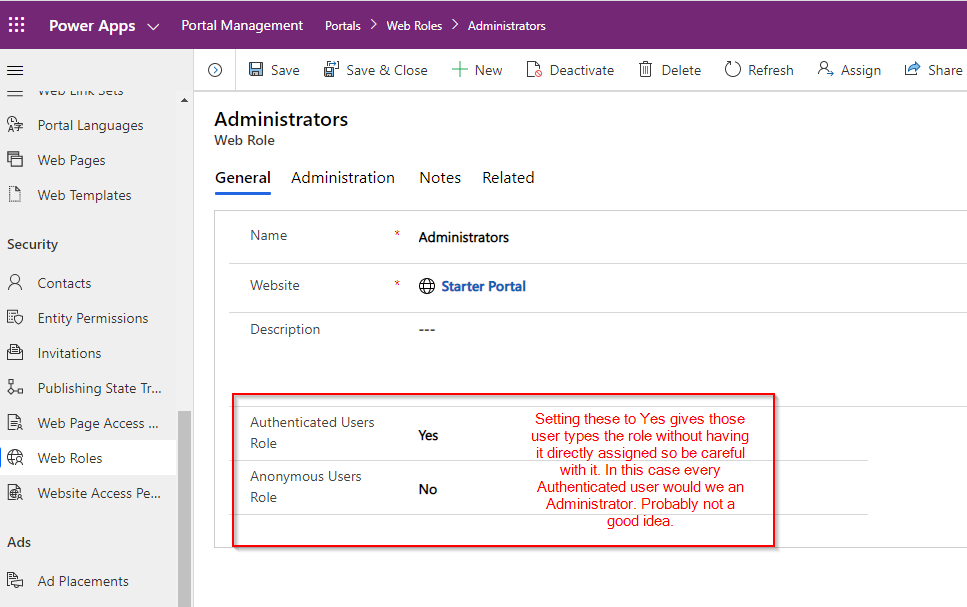 Power Apps Portal Management Portals > Web Roles > Administrators
Save Save & Close New Deactivate Delete Refresh Assign Share
Web Link Sets
Portal Languages
Web Pages
Web Templates
Security
Contacts
Entity Permissions
Invitations
Publishing State Tr...
Web Page Access ...
Web Roles
Website Access Pe...
Ads
Ad Placements
Administrators
Web Role
General Administration Notes Related
Name * Administrators
Website * Starter Portal
Description ---
Authenticated Users
Role
Yes
Anonymous Users
Role
No
Setting these to Yes gives those
user types the role without having
it directly assigned so be careful
with it. In this case every
Authenticated user would we an
Administrator. Probably not a
good idea.